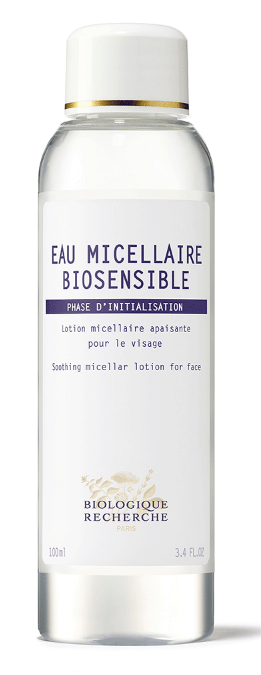 EAU MICELLAIRE
BIOSENSIBLE
PHASE D'INITIALISATION
Lotion micellaire apaisante
pour le visage
Soothing micellar lotion for face
BIOLOGIQUE
RECHERCHE
PARIS
100ml 3.4 FL.OZ